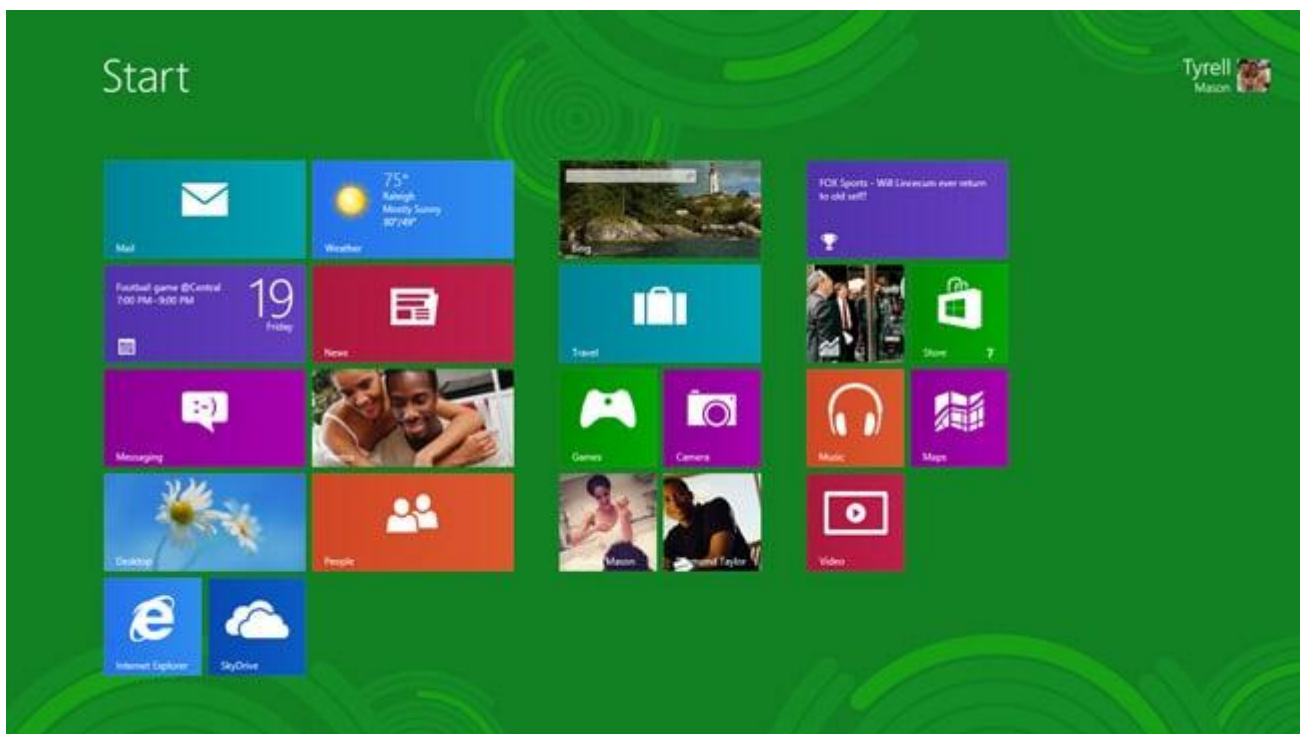 Start
Tyrell
Mason
Mail
75°
Raleigh
Mostly Sunny
80°/49°
Weather
Bing
FOX Sports - Will Lincecum ever return
to old self?
Football game @Central
7:00 PM-9:00 PM
19
Friday
News
Travel
Store 7
Messaging
Games
Camera
Music
Maps
Desktop
People
Mason
Taylor
Video
Internet Explorer
SkyDrive